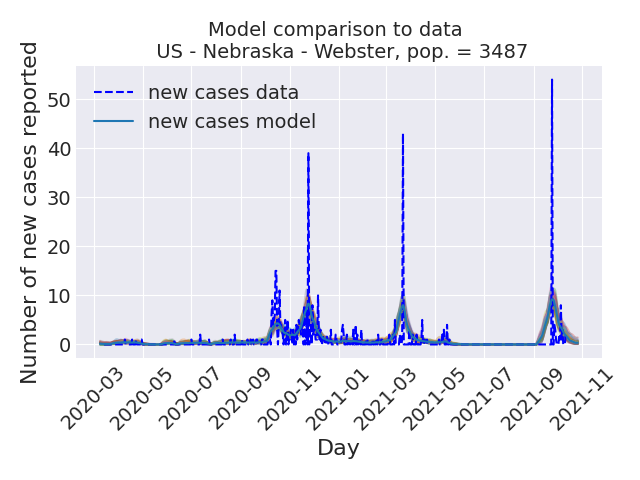 Model comparison to data
US - Nebraska - Webster, pop. = 3487
Number of new cases reported
50
40
30
20
10
0
new cases data
new cases model
2020-03
2020-05
2020-07
2020-09
2020-11
2021-01
2021-03
2021-05
2021-07
2021-09
2021-11
Day